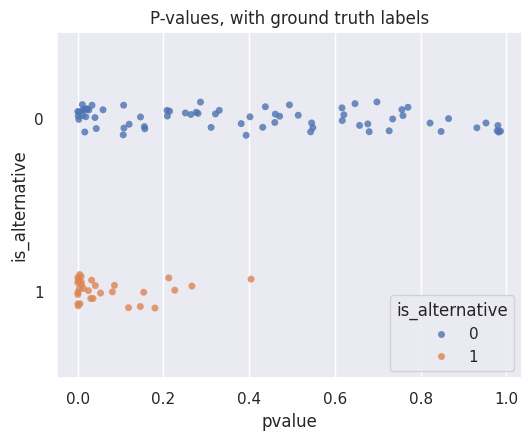 P-values, with ground truth labels
is_alternative
0
1
0.0 0.2 0.4 0.6 0.8 1.0
pvalue
is_alternative
0
1